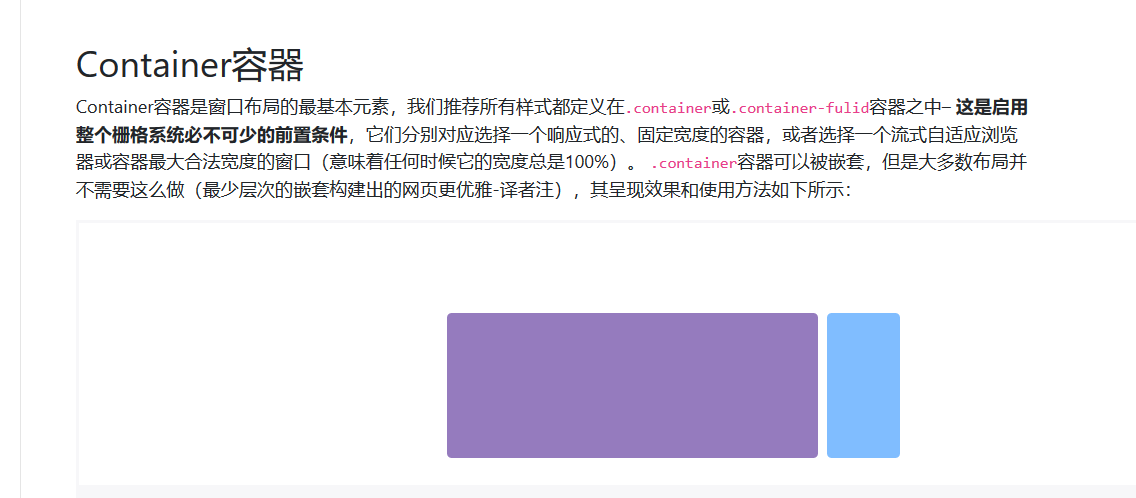 Container容器
Container容器是窗口布局的最基本元素，我们推荐所有样式都定义在.container或.container-fulid容器之中– 这是启用
整个栅格系统必不可少的前置条件，它们分别对应选择一个响应式的、固定宽度的容器，或者选择一个流式自适应浏览
器或容器最大合法宽度的窗口（意味着任何时候它的宽度总是100%）。 .container容器可以被嵌套，但是大多数布局并
不需要这么做（最少层次的嵌套构建出的网页更优雅-译者注），其呈现效果和使用方法如下所示：